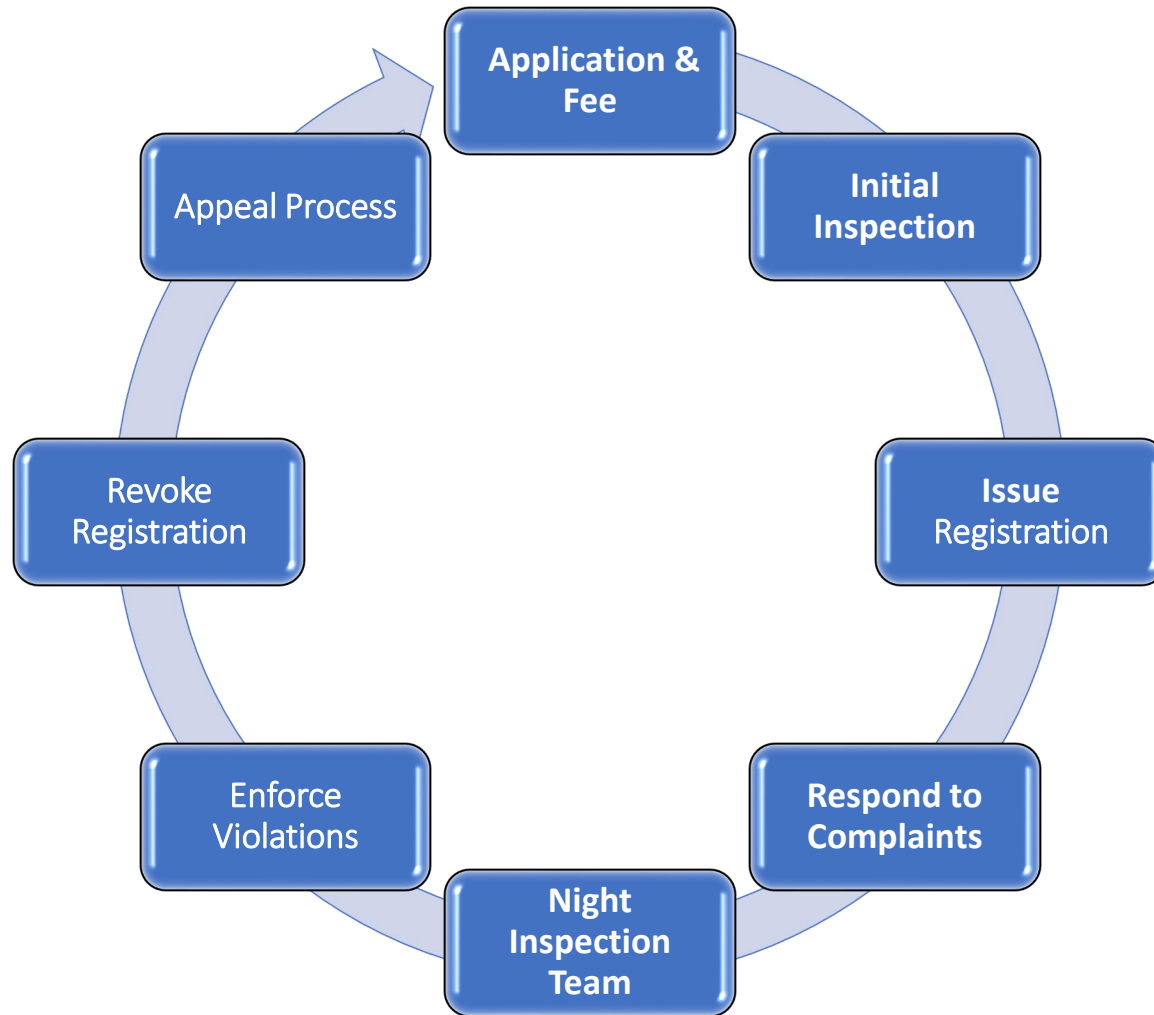 Application &
Fee
Initial
Inspection
Issue
Registration
Respond to
Complaints
Night
Inspection
Team
Enforce
Violations
Revoke
Registration
Appeal Process